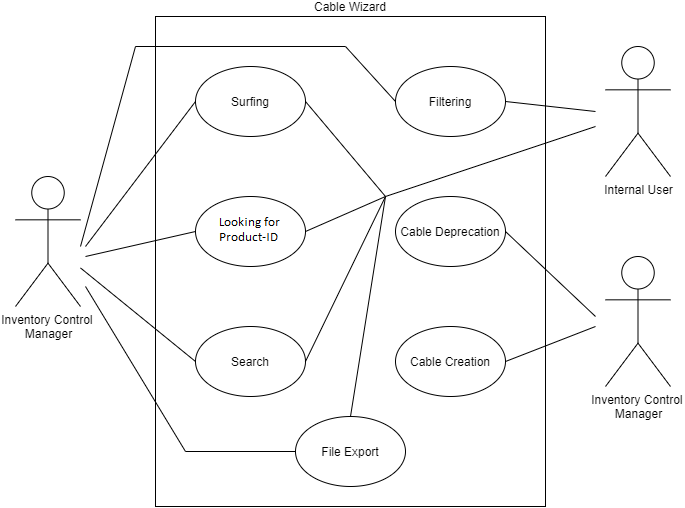 Cable Wizard
Surfing
Filtering
Internal User
Looking for
Product-ID
Cable Deprecation
Inventory Control
Manager
Search
Cable Creation
Inventory Control
Manager
File Export